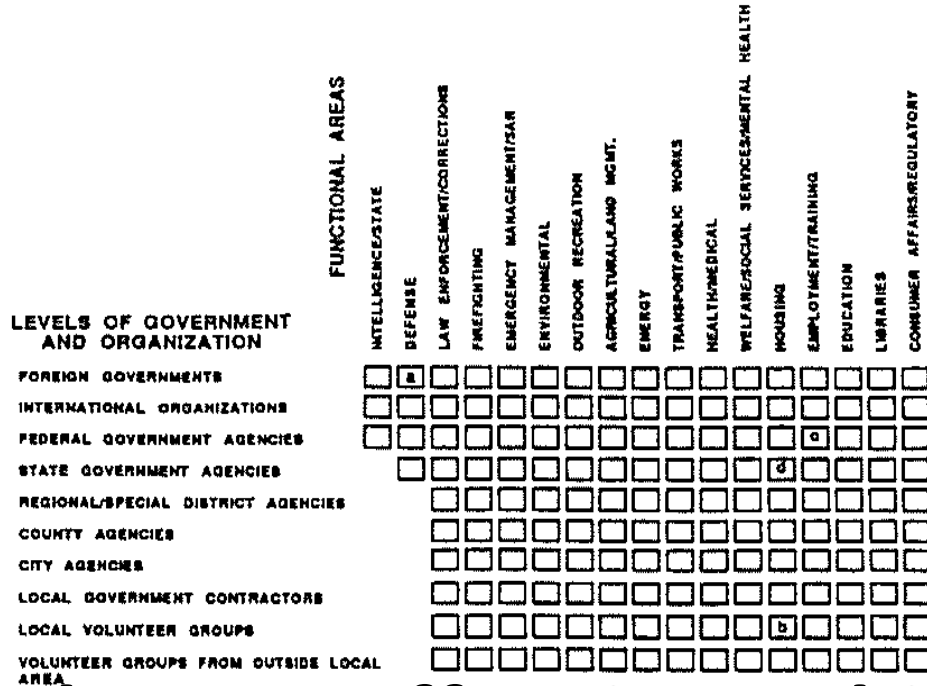 FUNCTIONAL AREAS
INTELLIGENCE/STATE
DEFENSE
LAW ENFORCEMENT/CORRECTIONS
FIREFIGHTING
EMERGENCY MANAGEMENT/SAR
ENVIRONMENTAL
OUTDOOR RECREATION
AGRICULTURAL/LAND MGMT.
ENERGY
TRANSPORT/PUBLIC WORKS
HEALTH/MEDICAL
WELFARE/SOCIAL SERVICES/MENTAL HEALTH
HOUSING
EMPLOYMENT/TRAINING
EDUCATION
LIBRARIES
CONSUMER AFFAIRS/REGULATORY
LEVELS OF GOVERNMENT
AND ORGANIZATION
FOREIGN GOVERNMENTS
a
INTERNATIONAL ORGANIZATIONS
FEDERAL GOVERNMENT AGENCIES
c
STATE GOVERNMENT AGENCIES
d
REGIONAL/SPECIAL DISTRICT AGENCIES
COUNTY AGENCIES
CITY AGENCIES
LOCAL GOVERNMENT CONTRACTORS
LOCAL VOLUNTEER GROUPS
b
VOLUNTEER GROUPS FROM OUTSIDE LOCAL
AREA